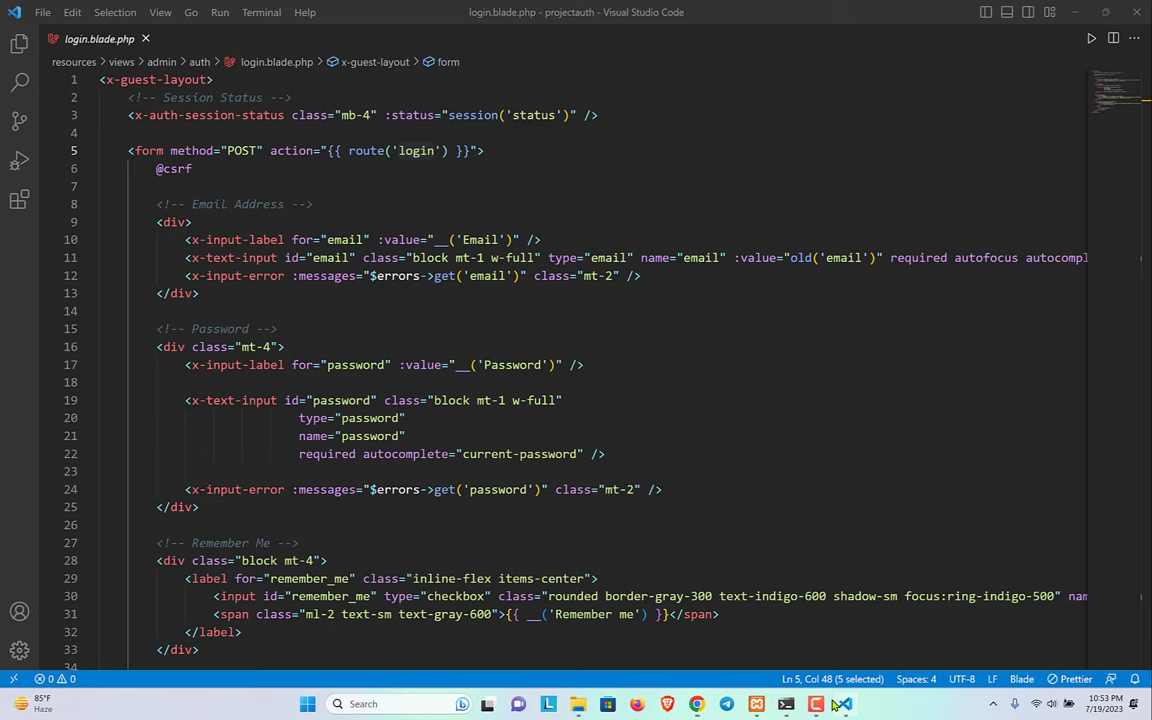 File Edit Selection View Go Run Terminal Help
login.blade.php - projectauth - Visual Studio Code
login.blade.php
resources > views > admin > auth > login.blade.php > x-guest-layout > form
1 <x-guest-layout>
2 <!-- Session Status -->
3 <x-auth-session-status class="mb-4" :status="session('status')" />
4
5 <form method="POST" action="{{ route('login') }}">
6 @csrf
7
8 <!-- Email Address -->
9 <div>
10 <x-input-label for="email" :value="__('Email')" />
11 <x-text-input id="email" class="block mt-1 w-full" type="email" name="email" :value="old('email')" required autofocus autocompl
12 <x-input-error :messages="$errors->get('email')" class="mt-2" />
13 </div>
14
15 <!-- Password -->
16 <div class="mt-4">
17 <x-input-label for="password" :value="__('Password')" />
18
19 <x-text-input id="password" class="block mt-1 w-full"
20 type="password"
21 name="password"
22 required autocomplete="current-password" />
23
24 <x-input-error :messages="$errors->get('password')" class="mt-2" />
25 </div>
26
27 <!-- Remember Me -->
28 <div class="block mt-4">
29 <label for="remember_me" class="inline-flex items-center">
30 <input id="remember_me" type="checkbox" class="rounded border-gray-300 text-indigo-600 shadow-sm focus:ring-indigo-500" nam
31 <span class="ml-2 text-sm text-gray-600">{{ __('Remember me') }}</span>
32 </label>
33 </div>
34
0 0
Ln 5, Col 48 (5 selected) Spaces: 4 UTF-8 LF Blade Prettier
85°F
Haze
Search
10:53 PM
7/19/2023